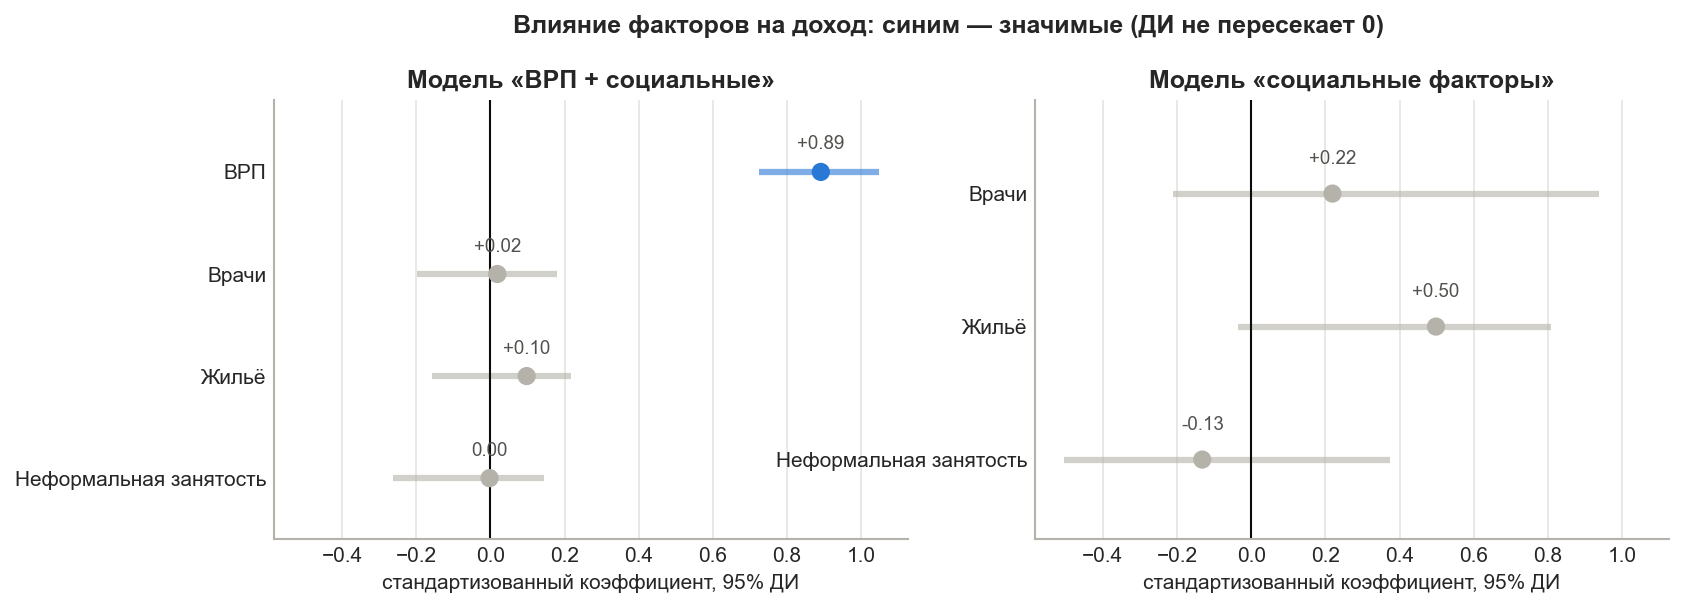 Влияние факторов на доход: синим — значимые (ДИ не пересекает 0)
Модель «ВРП + социальные»
ВРП
+0.89
Врачи
+0.02
Жильё
+0.10
Неформальная занятость
0.00
−0.4 −0.2 0.0 0.2 0.4 0.6 0.8 1.0
стандартизованный коэффициент, 95% ДИ
Модель «социальные факторы»
Врачи
+0.22
Жильё
+0.50
Неформальная занятость
-0.13
−0.4 −0.2 0.0 0.2 0.4 0.6 0.8 1.0
стандартизованный коэффициент, 95% ДИ